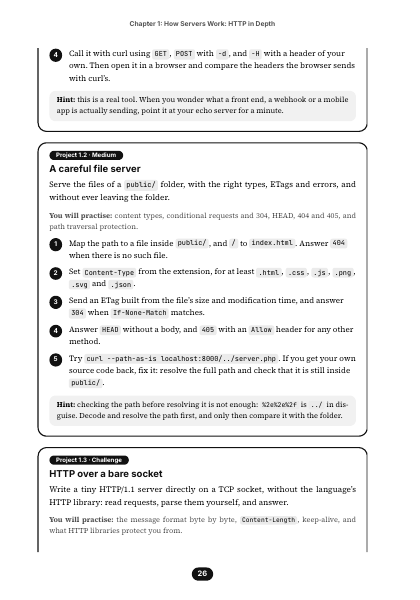 Chapter 1: How Servers Work: HTTP in Depth
4 Call it with curl using GET, POST with -d, and -H with a header of your
own. Then open it in a browser and compare the headers the browser sends
with curl's.
Hint: this is a real tool. When you wonder what a front end, a webhook or a mobile
app is actually sending, point it at your echo server for a minute.
Project 1.2 · Medium
A careful file server
Serve the files of a public/ folder, with the right types, ETags and errors, and
without ever leaving the folder.
You will practise: content types, conditional requests and 304, HEAD, 404 and 405, and
path traversal protection.
1 Map the path to a file inside public/, and / to index.html. Answer 404
when there is no such file.
2 Set Content-Type from the extension, for at least .html, .css, .js, .png,
.svg and .json.
3 Send an ETag built from the file's size and modification time, and answer
304 when If-None-Match matches.
4 Answer HEAD without a body, and 405 with an Allow header for any other
method.
5 Try curl --path-as-is localhost:8000/../server.php. If you get your own
source code back, fix it: resolve the full path and check that it is still inside
public/.
Hint: checking the path before resolving it is not enough: %2e%2e%2f is ../ in dis-
guise. Decode and resolve the path first, and only then compare it with the folder.
Project 1.3 · Challenge
HTTP over a bare socket
Write a tiny HTTP/1.1 server directly on a TCP socket, without the language's
HTTP library: read requests, parse them yourself, and answer.
You will practise: the message format byte by byte, Content-Length, keep-alive, and
what HTTP libraries protect you from.
26